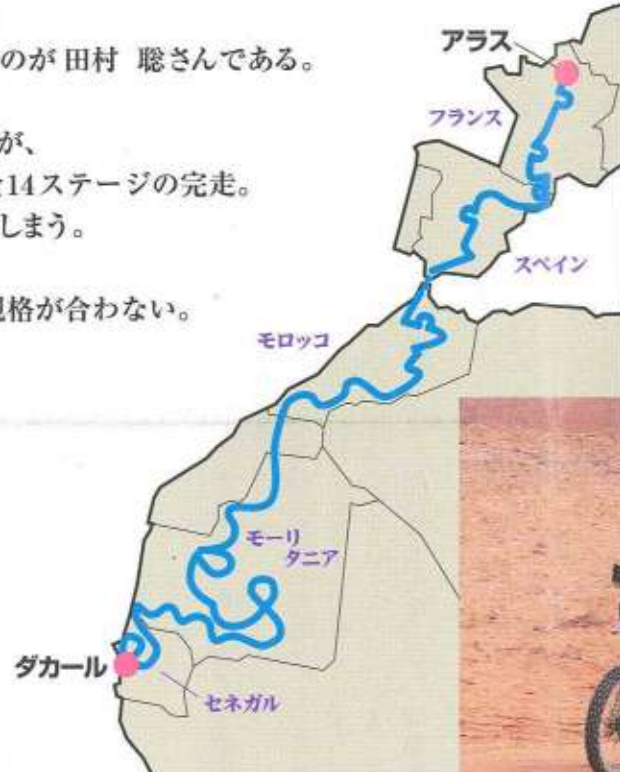 のが 田村 聡さんである。
が、
14ステージの完走。
しまう。
規格が合わない。
アラス
フランス
スペイン
モロッコ
モーリ
タニア
ダカール
セネガル